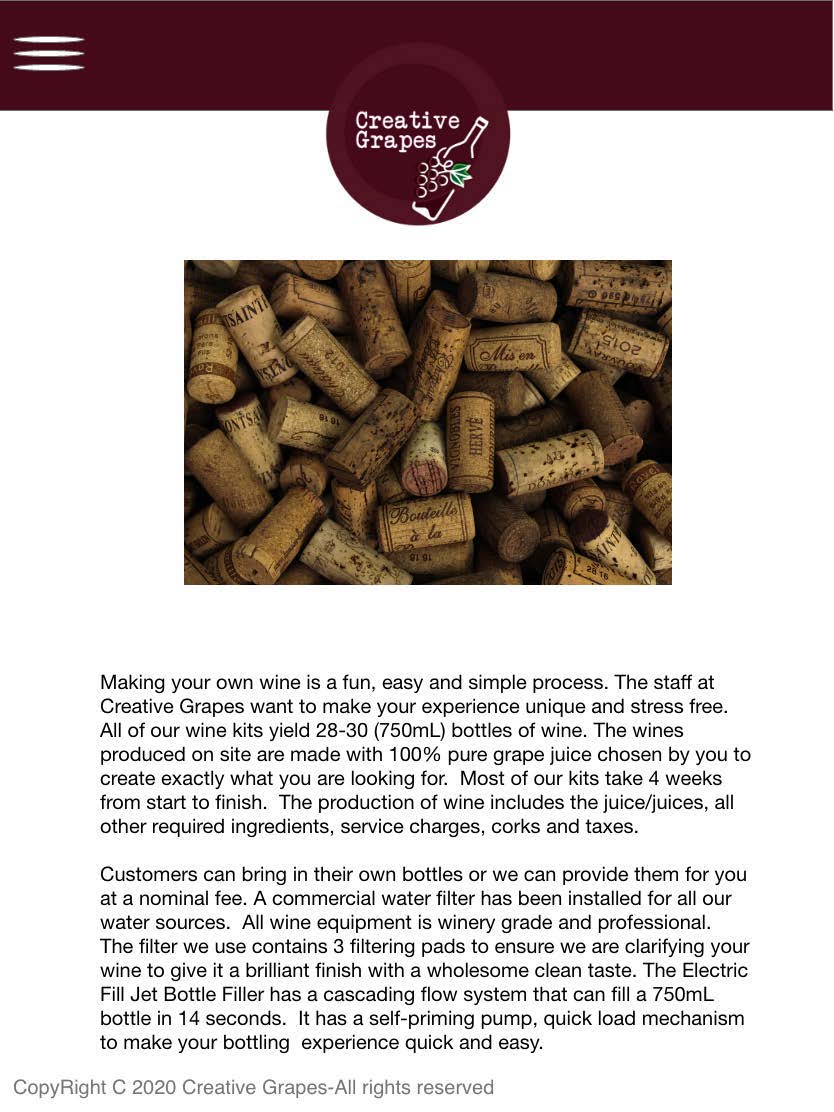 Creative
Grapes
Mis en
2015
2012
VIGNOBLES
HERVÉ
Bouteille
à la
28 16
Making your own wine is a fun, easy and simple process. The staff at
Creative Grapes want to make your experience unique and stress free.
All of our wine kits yield 28-30 (750mL) bottles of wine. The wines
produced on site are made with 100% pure grape juice chosen by you to
create exactly what you are looking for.  Most of our kits take 4 weeks
from start to finish.  The production of wine includes the juice/juices, all
other required ingredients, service charges, corks and taxes.
Customers can bring in their own bottles or we can provide them for you
at a nominal fee. A commercial water filter has been installed for all our
water sources.  All wine equipment is winery grade and professional.
The filter we use contains 3 filtering pads to ensure we are clarifying your
wine to give it a brilliant finish with a wholesome clean taste. The Electric
Fill Jet Bottle Filler has a cascading flow system that can fill a 750mL
bottle in 14 seconds.  It has a self-priming pump, quick load mechanism
to make your bottling  experience quick and easy.
CopyRight C 2020 Creative Grapes-All rights reserved